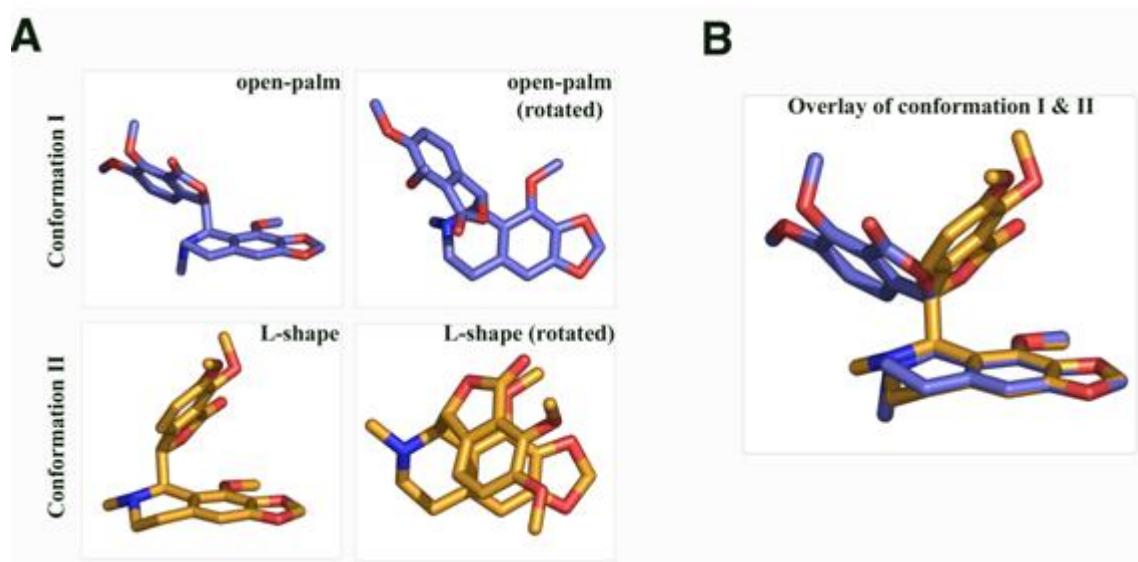 A
B
Conformation I
open-palm
open-palm
(rotated)
Overlay of conformation I & II
Conformation II
L-shape
L-shape (rotated)